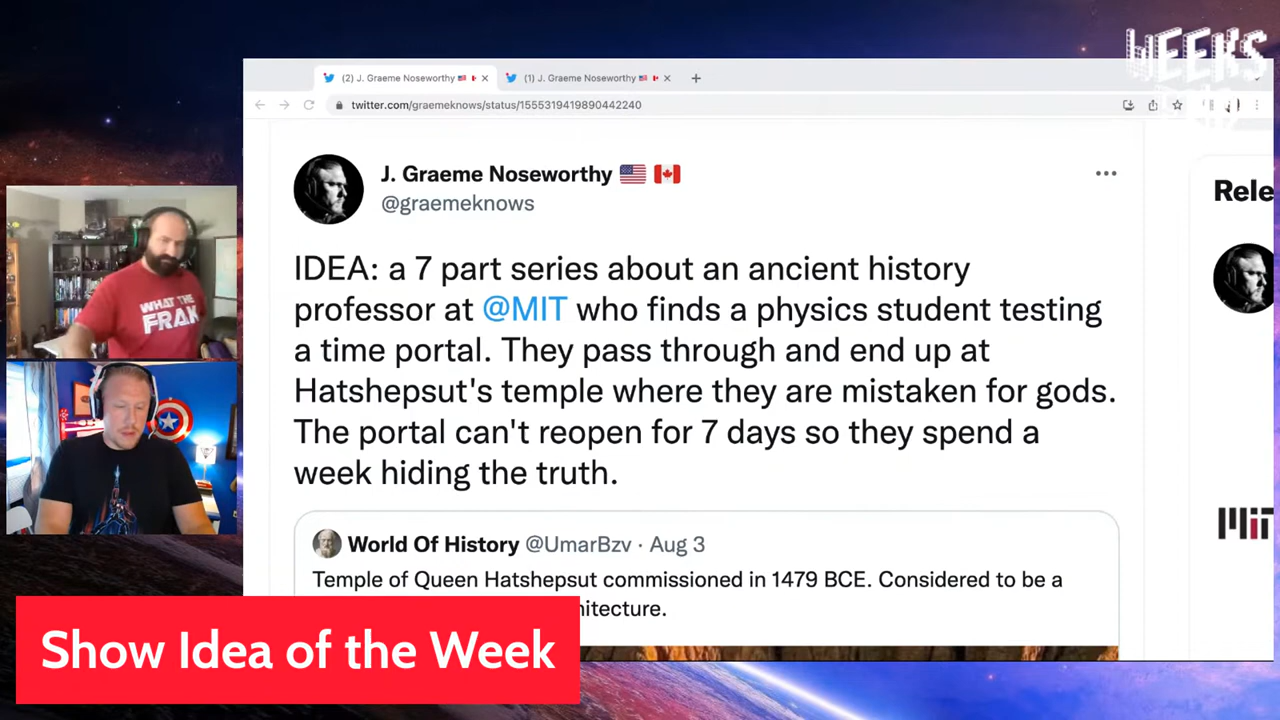 WEEKS
(2) J. Graeme Noseworthy
(1) J. Graeme Noseworthy
twitter.com/graemeknows/status/1555319419890442240
J. Graeme Noseworthy
@graemeknows
IDEA: a 7 part series about an ancient history
professor at @MIT who finds a physics student testing
a time portal. They pass through and end up at
Hatshepsut's temple where they are mistaken for gods.
The portal can't reopen for 7 days so they spend a
week hiding the truth.
World Of History @UmarBzv · Aug 3
Temple of Queen Hatshepsut commissioned in 1479 BCE. Considered to be a
hitecture.
Rele
MIT
WHAT THE
FRAK
Show Idea of the Week